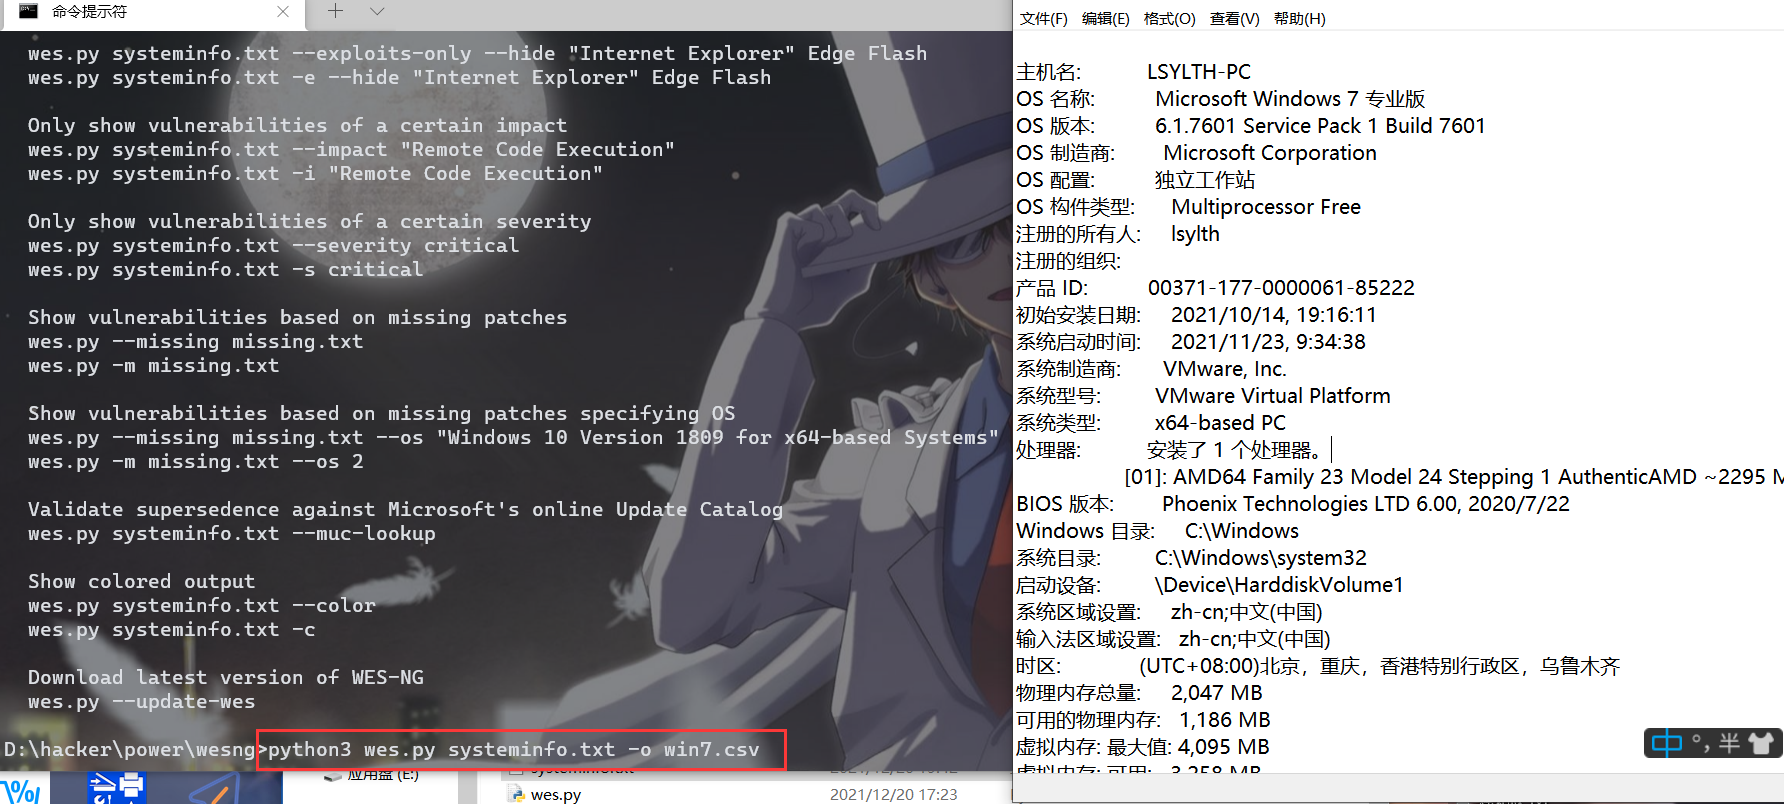 命令提示符
wes.py systeminfo.txt --exploits-only --hide "Internet Explorer" Edge Flash
wes.py systeminfo.txt -e --hide "Internet Explorer" Edge Flash
Only show vulnerabilities of a certain impact
wes.py systeminfo.txt --impact "Remote Code Execution"
wes.py systeminfo.txt -i "Remote Code Execution"
Only show vulnerabilities of a certain severity
wes.py systeminfo.txt --severity critical
wes.py systeminfo.txt -s critical
Show vulnerabilities based on missing patches
wes.py --missing missing.txt
wes.py -m missing.txt
Show vulnerabilities based on missing patches specifying OS
wes.py --missing missing.txt --os "Windows 10 Version 1809 for x64-based Systems"
wes.py -m missing.txt --os 2
Validate supersedence against Microsoft's online Update Catalog
wes.py systeminfo.txt --muc-lookup
Show colored output
wes.py systeminfo.txt --color
wes.py systeminfo.txt -c
Download latest version of WES-NG
wes.py --update-wes
D:\hacker\power\wesng>python3 wes.py systeminfo.txt -o win7.csv
应用盘 (E:)
wes.py 2021/12/20 17:23
文件(F) 编辑(E) 格式(O) 查看(V) 帮助(H)
主机名: LSYLTH-PC
OS 名称: Microsoft Windows 7 专业版
OS 版本: 6.1.7601 Service Pack 1 Build 7601
OS 制造商: Microsoft Corporation
OS 配置: 独立工作站
OS 构件类型: Multiprocessor Free
注册的所有人: lsylth
注册的组织:
产品 ID: 00371-177-0000061-85222
初始安装日期: 2021/10/14, 19:16:11
系统启动时间: 2021/11/23, 9:34:38
系统制造商: VMware, Inc.
系统型号: VMware Virtual Platform
系统类型: x64-based PC
处理器: 安装了 1 个处理器。
[01]: AMD64 Family 23 Model 24 Stepping 1 AuthenticAMD ~2295 M
BIOS 版本: Phoenix Technologies LTD 6.00, 2020/7/22
Windows 目录: C:\Windows
系统目录: C:\Windows\system32
启动设备: \Device\HarddiskVolume1
系统区域设置: zh-cn;中文(中国)
输入法区域设置: zh-cn;中文(中国)
时区: (UTC+08:00)北京，重庆，香港特别行政区，乌鲁木齐
物理内存总量: 2,047 MB
可用的物理内存: 1,186 MB
虚拟内存: 最大值: 4,095 MB
虚拟内存: 可用: 3,258 MB
中 °, 半